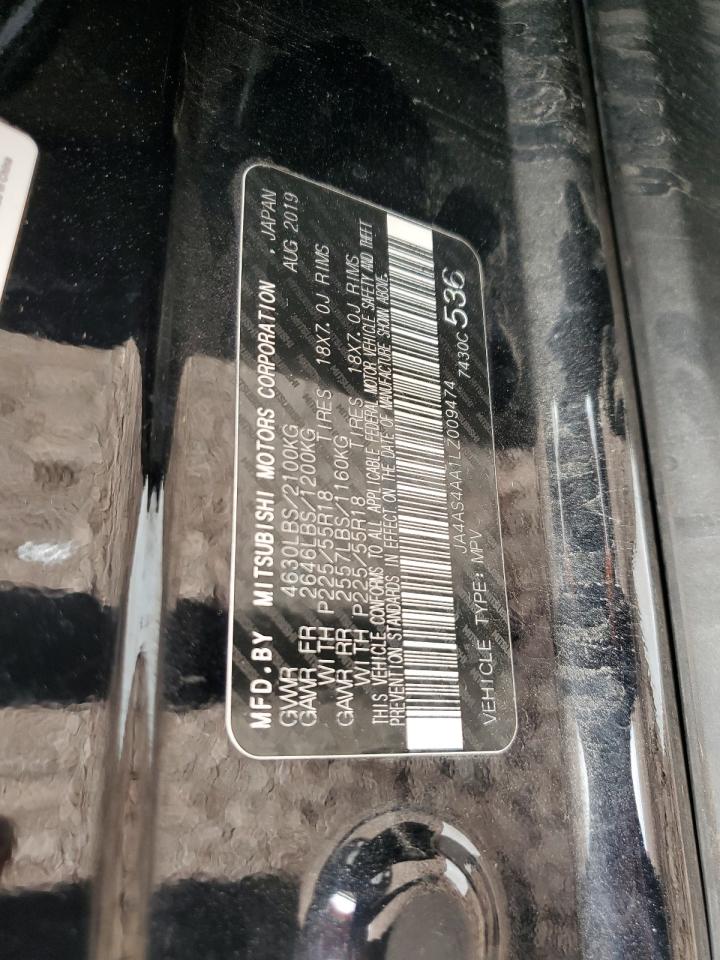 MFD.BY MITSUBISHI MOTORS CORPORATION , JAPAN
GVWR 4630LBS/2100KG AUG 2019
GAWR FR 2646LBS/1200KG
WITH P225/55R18 TIRES 18X7.0J RIMS
GAWR RR 2557LBS/1160KG
WITH P225/55R18 TIRES 18X7.0J RIMS
THIS VEHICLE CONFORMS TO ALL APPLICABLE FEDERAL MOTOR VEHICLE SAFETY AND THEFT
PREVENTION STANDARDS IN EFFECT ON THE DATE OF MANUFACTURE SHOWN ABOVE.
JA4AS4AA1LZ009474
VEHICLE TYPE: MPV 7430C 536